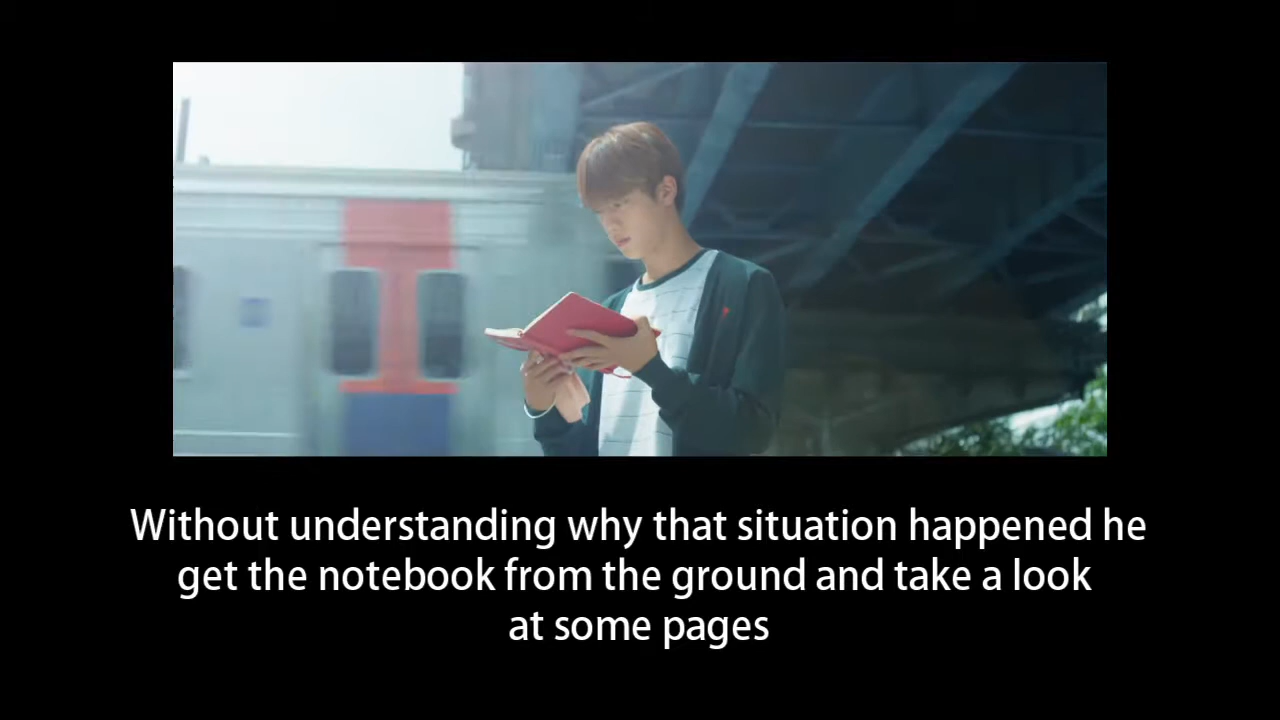 Without understanding why that situation happened he
get the notebook from the ground and take a look
at some pages